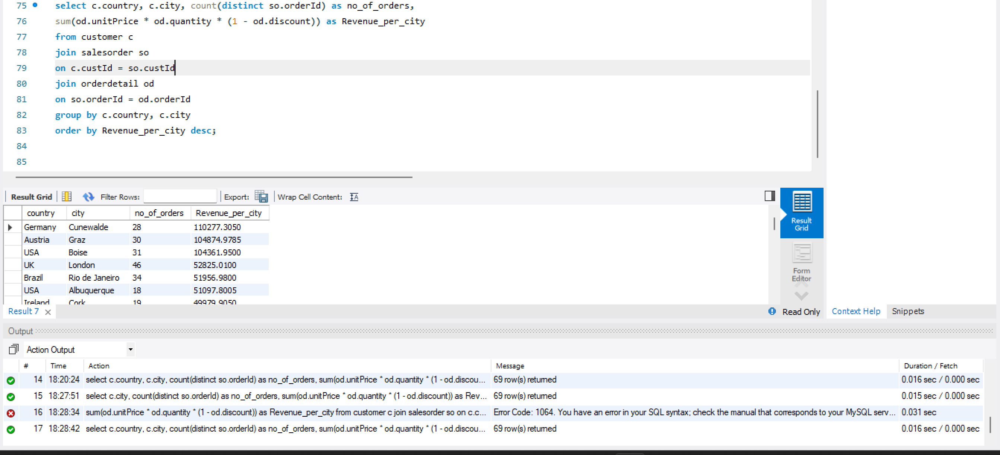 75 select c.country, c.city, count(distinct so.orderId) as no_of_orders,
76 sum(od.unitPrice * od.quantity * (1 - od.discount)) as Revenue_per_city
77 from customer c
78 join salesorder so
79 on c.custId = so.custId
80 join orderdetail od
81 on so.orderId = od.orderId
82 group by c.country, c.city
83 order by Revenue_per_city desc;
84
85
Result Grid Filter Rows: Export: Wrap Cell Content:
country city no_of_orders Revenue_per_city
Germany Cunewalde 28 110277.3050
Austria Graz 30 104874.9785
USA Boise 31 104361.9500
UK London 46 52825.0100
Brazil Rio de Janeiro 34 51956.9800
USA Albuquerque 18 51097.8005
Ireland Cork 19 49979.9050
Result
Grid
Form
Editor
Result 7 Read Only Context Help Snippets
Output
Action Output
# Time Action Message Duration / Fetch
14 18:20:24 select c.country, c.city, count(distinct so.orderId) as no_of_orders, sum(od.unitPrice * od.quantity * (1 - od.discou... 69 row(s) returned 0.016 sec / 0.000 sec
15 18:27:51 select c.city, count(distinct so.orderId) as no_of_orders, sum(od.unitPrice * od.quantity * (1 - od.discount)) as Rev... 69 row(s) returned 0.015 sec / 0.000 sec
16 18:28:34 sum(od.unitPrice * od.quantity * (1 - od.discount)) as Revenue_per_city from customer c join salesorder so on c.c... Error Code: 1064. You have an error in your SQL syntax; check the manual that corresponds to your MySQL serv... 0.031 sec
17 18:28:42 select c.country, c.city, count(distinct so.orderId) as no_of_orders, sum(od.unitPrice * od.quantity * (1 - od.discou... 69 row(s) returned 0.016 sec / 0.000 sec